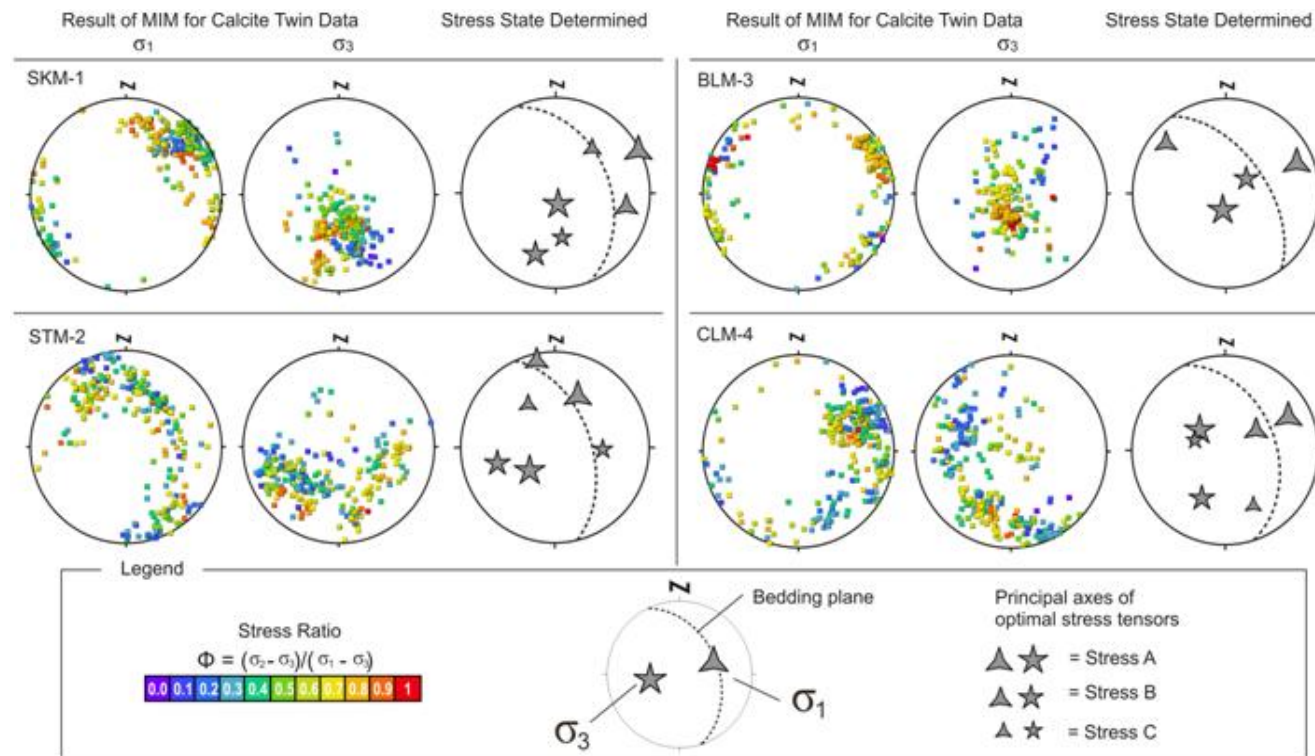 Result of MIM for Calcite Twin Data
σ1
σ3
Stress State Determined
Result of MIM for Calcite Twin Data
σ1
σ3
Stress State Determined
SKM-1
N
N
N
BLM-3
N
N
N
STM-2
N
N
N
CLM-4
N
N
N
Legend
Stress Ratio
Φ = (σ2 - σ3)/(σ1 - σ3)
0.0 0.1 0.2 0.3 0.4 0.5 0.6 0.7 0.8 0.9 1
N
Bedding plane
σ3
σ1
Principal axes of
optimal stress tensors
= Stress A
= Stress B
= Stress C